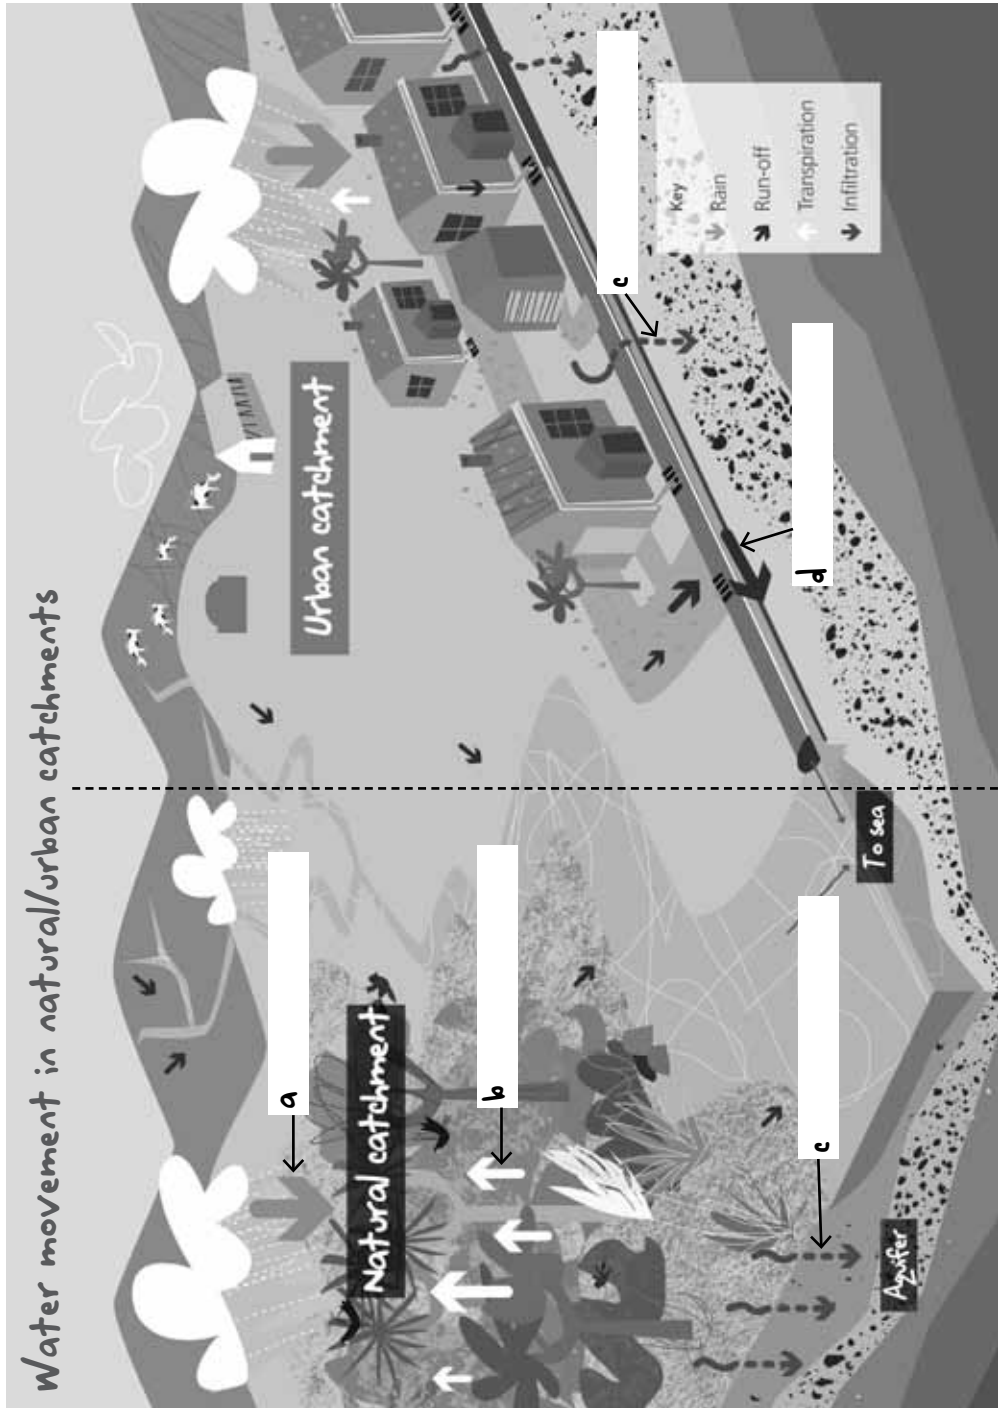 Water movement in natural/urban catchments
a
Natural catchment
b
c
Aquifer
To sea
Urban catchment
c
d
Key
Rain
Run-off
Transpiration
Infiltration